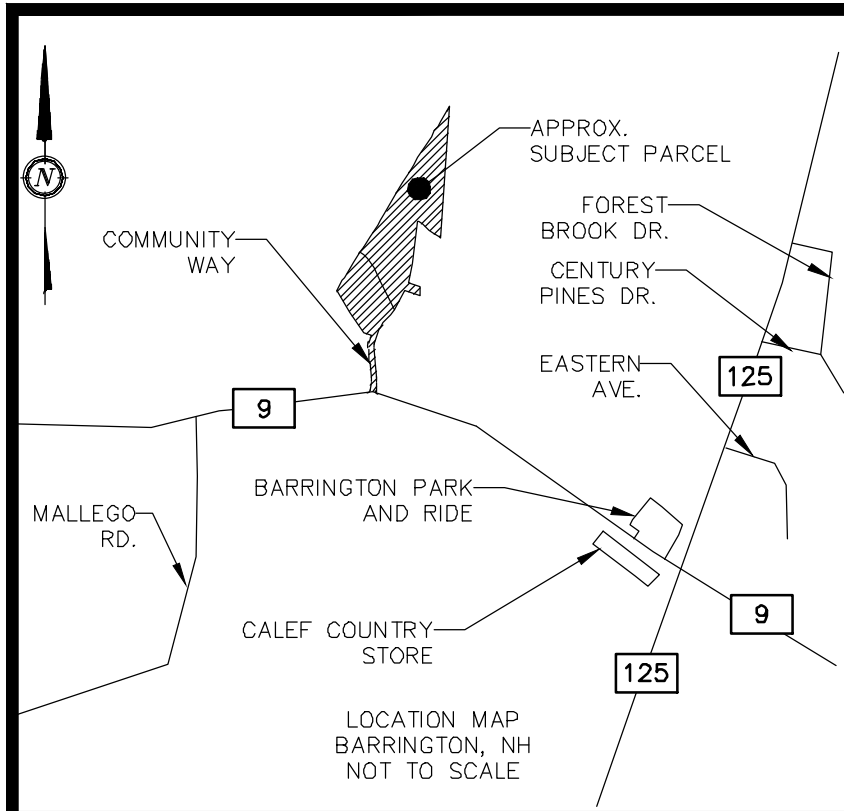 APPROX.
SUBJECT PARCEL
N
FOREST
BROOK DR.
COMMUNITY
WAY
CENTURY
PINES DR.
EASTERN
AVE.
125
9
BARRINGTON PARK
AND RIDE
MALLEGO
RD.
9
CALEF COUNTRY
STORE
125
LOCATION MAP
BARRINGTON, NH
NOT TO SCALE